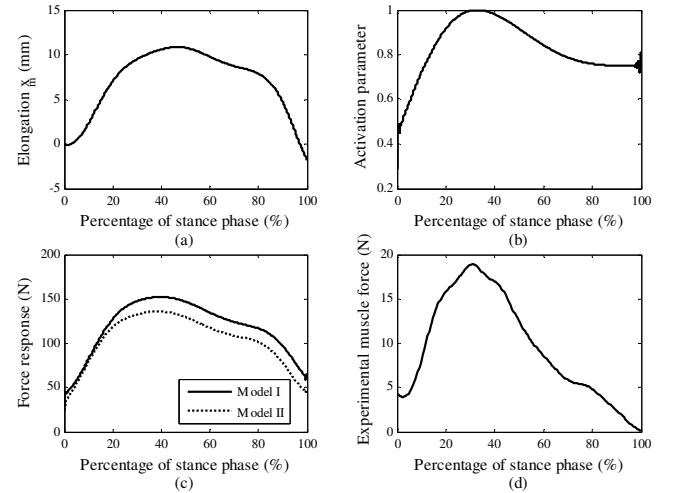 15
10
5
0
-5
Elongation x m (mm)
0 20 40 60 80 100
Percentage of stance phase (%)
(a)
1
0.8
0.6
0.4
0.2
Activation parameter
0 20 40 60 80 100
Percentage of stance phase (%)
(b)
200
150
100
50
0
Force response (N)
Model I
Model II
0 20 40 60 80 100
Percentage of stance phase (%)
(c)
20
15
10
5
0
Experimental muscle force (N)
0 20 40 60 80 100
Percentage of stance phase (%)
(d)